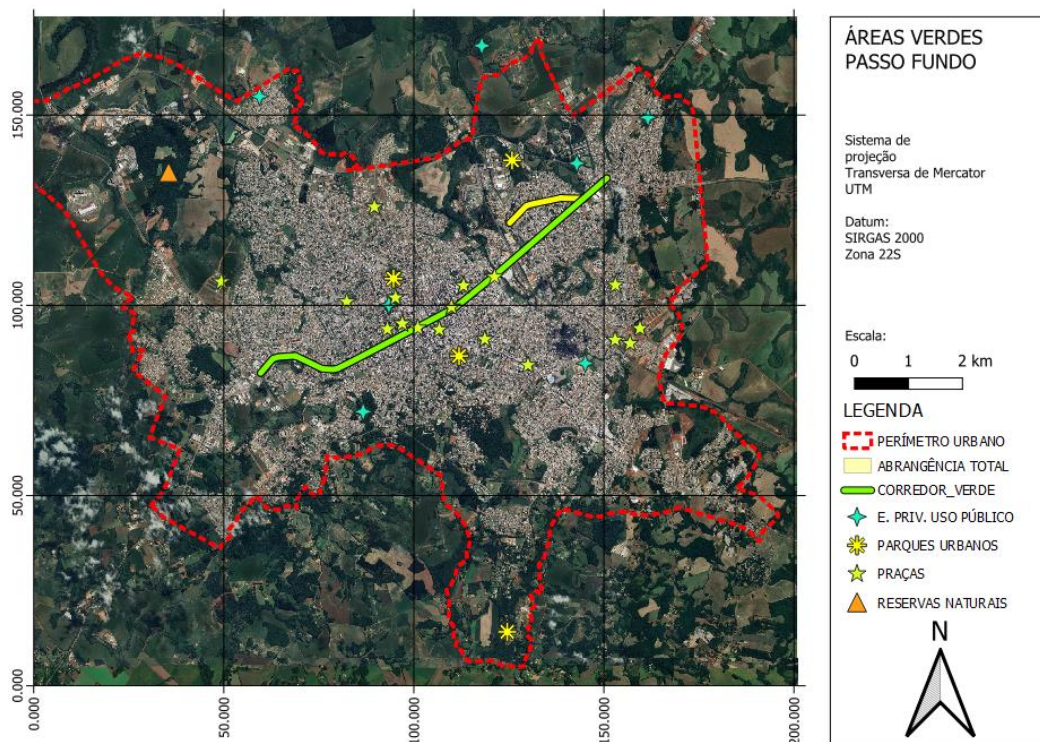 ÁREAS VERDES
PASSO FUNDO
Sistema de
projeção
Transversa de Mercator
UTM
Datum:
SIRGAS 2000
Zona 22S
Escala:
0 1 2 km
LEGENDA
PERÍMETRO URBANO
ABRANGÊNCIA TOTAL
CORREDOR_VERDE
E. PRIV. USO PÚBLICO
PARQUES URBANOS
PRAÇAS
RESERVAS NATURAIS
N
150.000
100.000
50.000
0.000
0.000 50.000 100.000 150.000 200.000